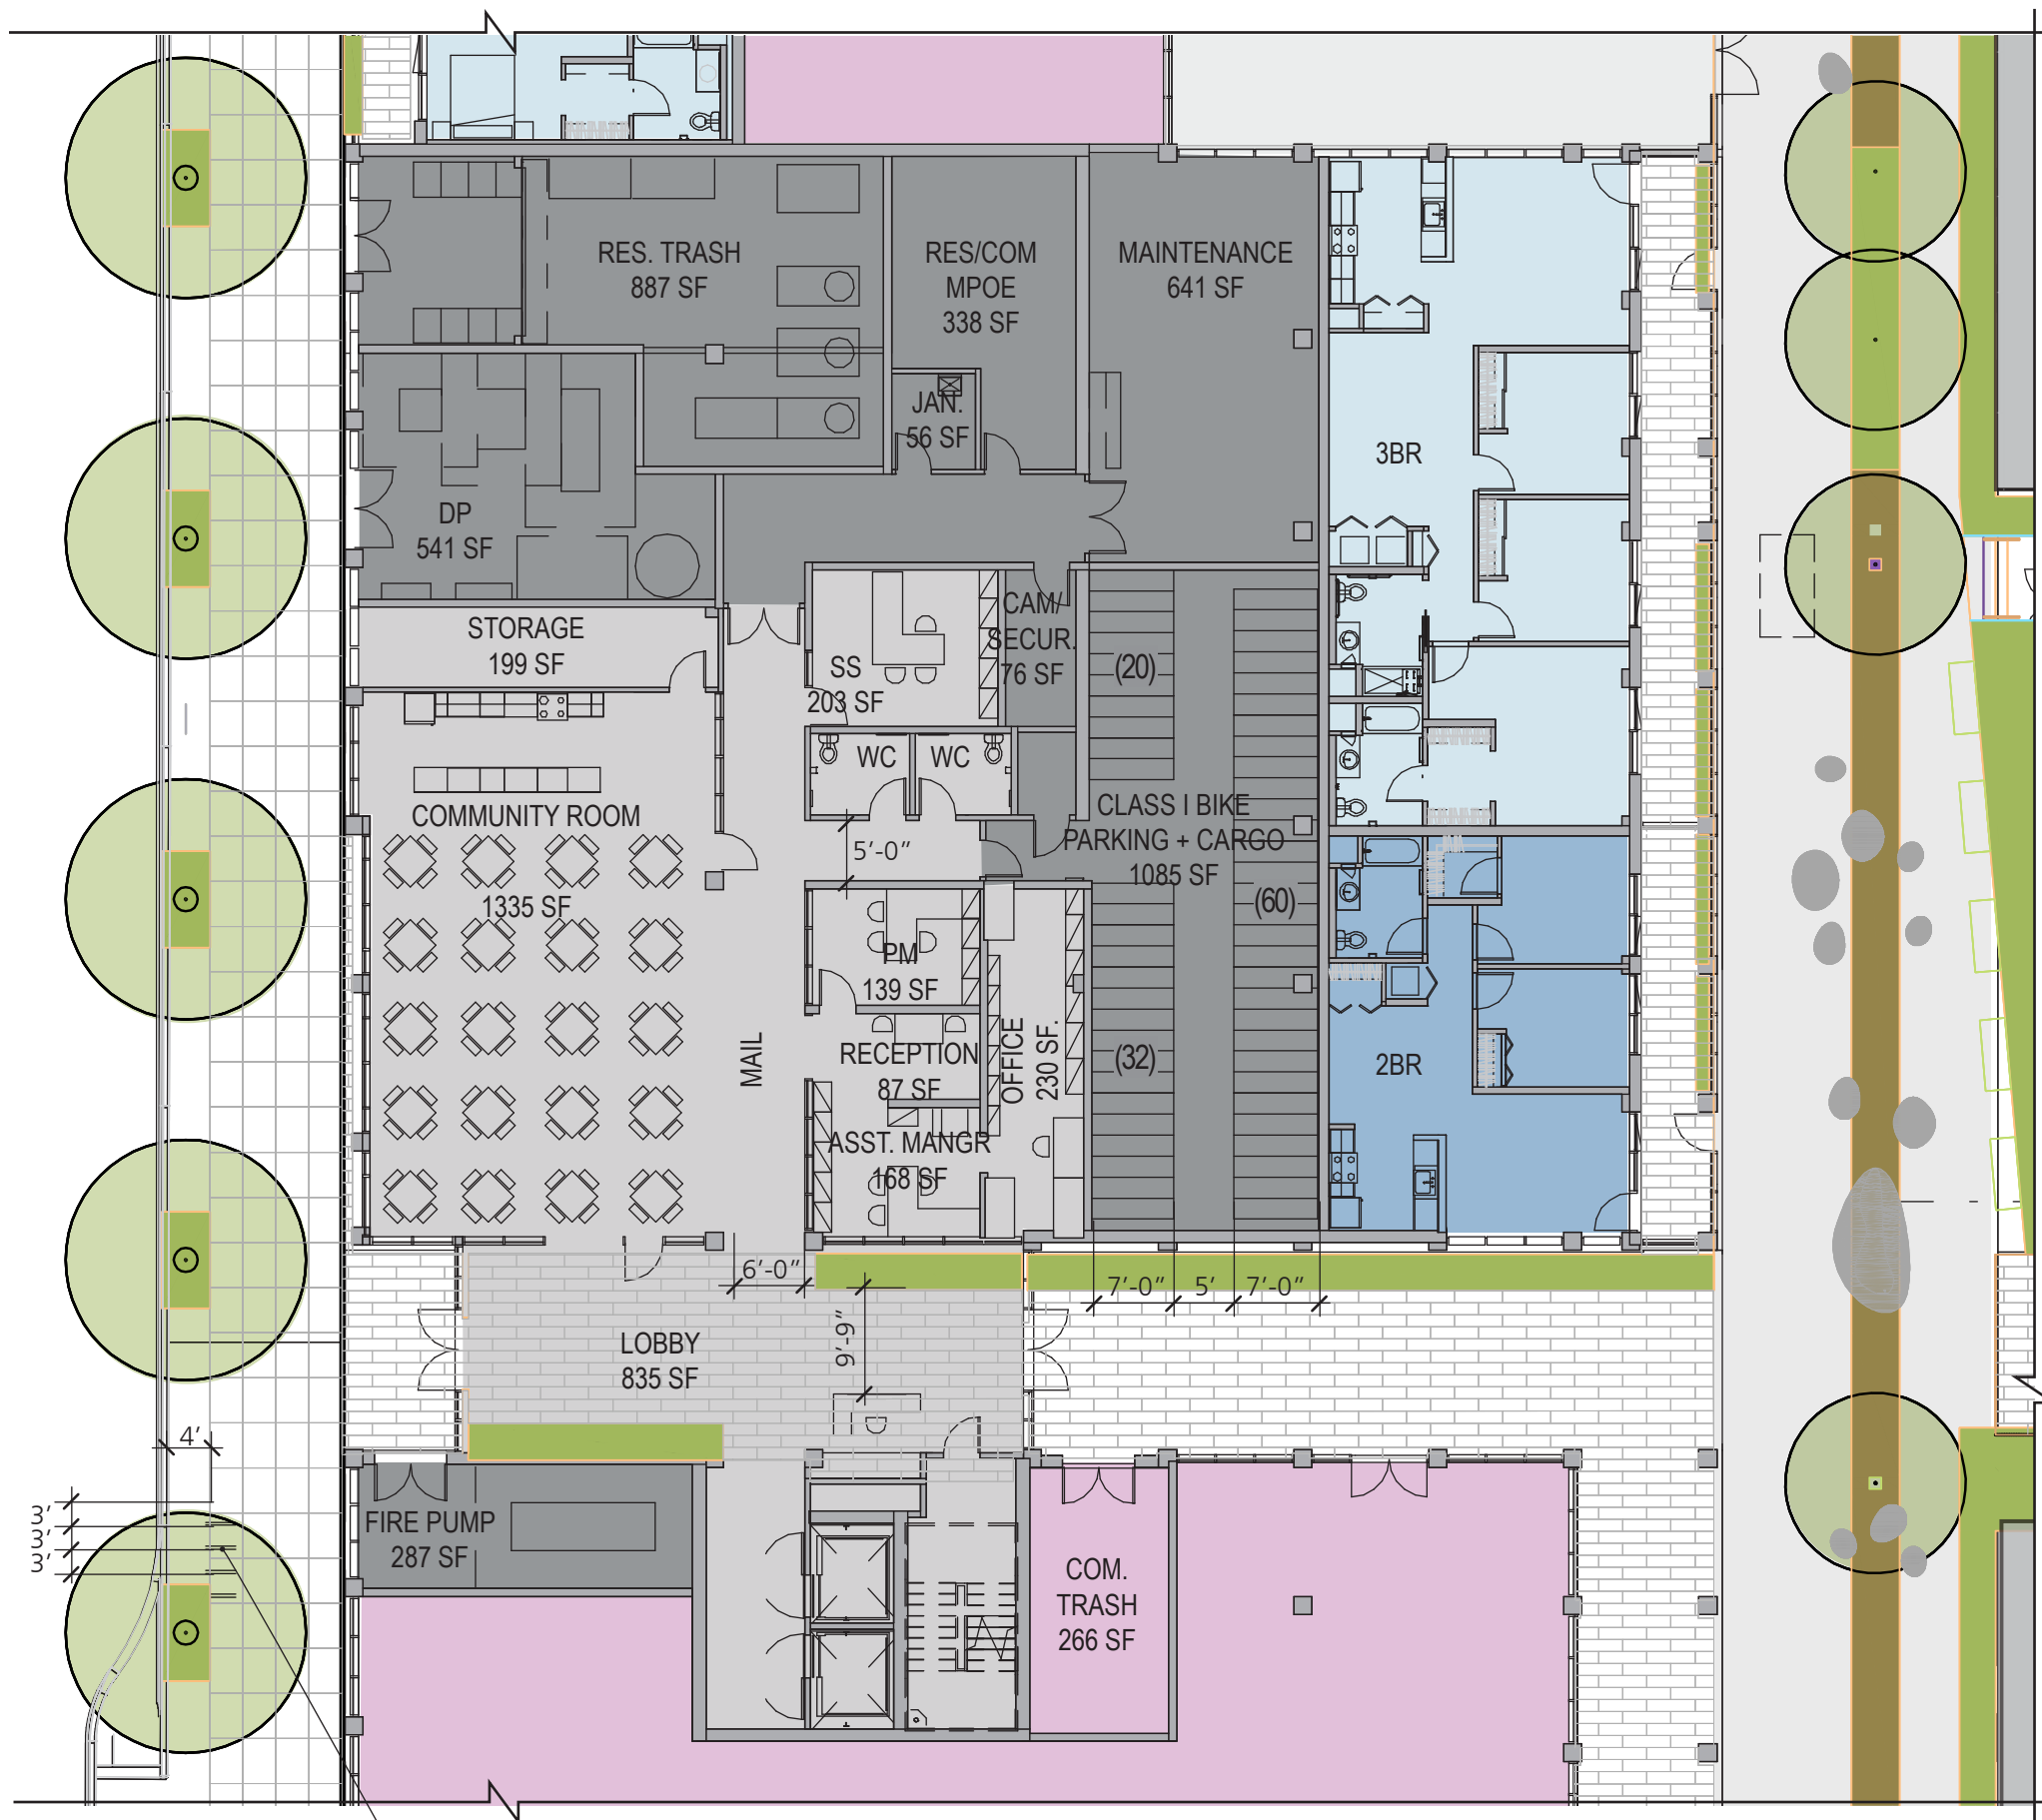 RES. TRASH
887 SF
RES/COM
MPOE
338 SF
MAINTENANCE
641 SF
JAN.
56 SF
3BR
DP
541 SF
STORAGE
199 SF
SS
203 SF
CAM/
SECUR.
76 SF
(20)
WC
WC
COMMUNITY ROOM
1335 SF
5'-0"
CLASS I BIKE
PARKING + CARGO
1085 SF
(60)
PM
139 SF
MAIL
RECEPTION
87 SF
OFFICE
230 SF.
(32)
2BR
ASST. MANGR
168 SF
6'-0"
7'-0"
5'
7'-0"
9'-9"
LOBBY
835 SF
4'
3'
3'
3'
FIRE PUMP
287 SF
COM.
TRASH
266 SF